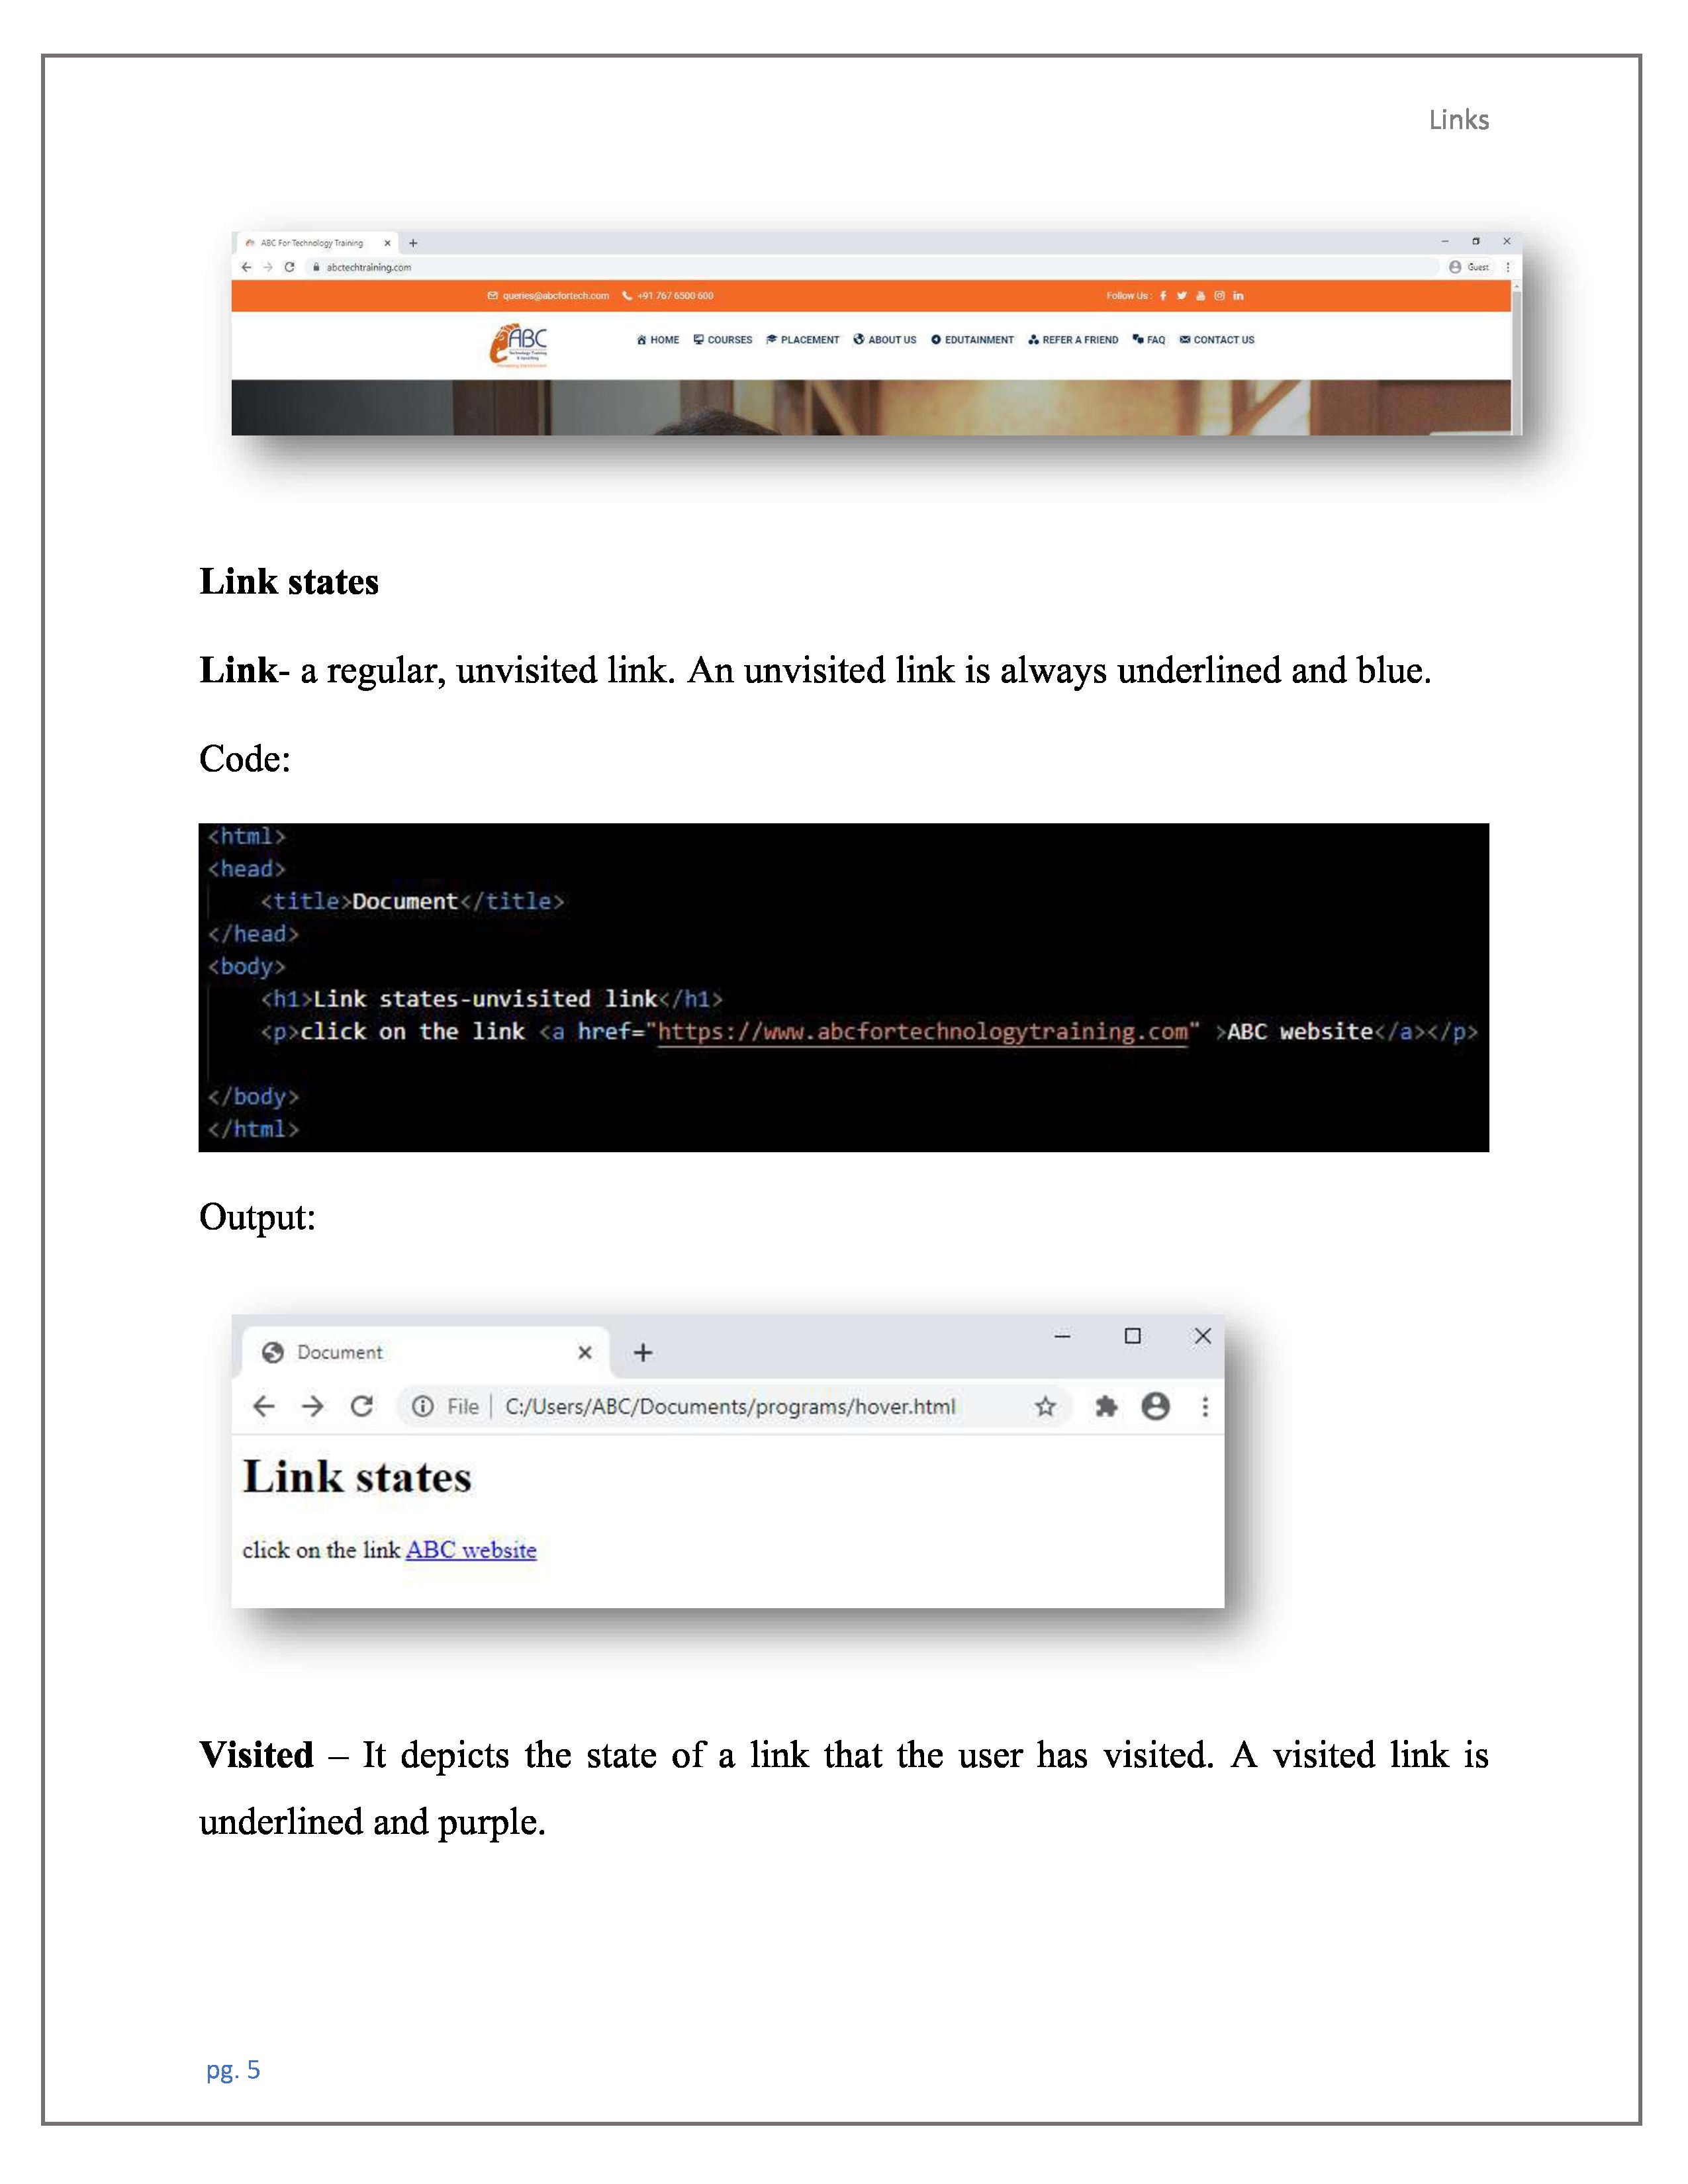 Links
ABC For Technology Training
abctechtraining.com
Guest
queries@abcfortech.com +91 767 6500 600 Follow Us :
ABC
HOME COURSES PLACEMENT ABOUT US EDUTAINMENT REFER A FRIEND FAQ CONTACT US
Link states
Link- a regular, unvisited link. An unvisited link is always underlined and blue.
Code:
<html>
<head>
<title>Document</title>
</head>
<body>
<h1>Link states-unvisited link</h1>
<p>click on the link <a href="https://www.abcfortechnologytraining.com" >ABC website</a></p>
</body>
</html>
Output:
Document
File | C:/Users/ABC/Documents/programs/hover.html
Link states
click on the link ABC website
Visited – It depicts the state of a link that the user has visited. A visited link is
underlined and purple.
pg. 5